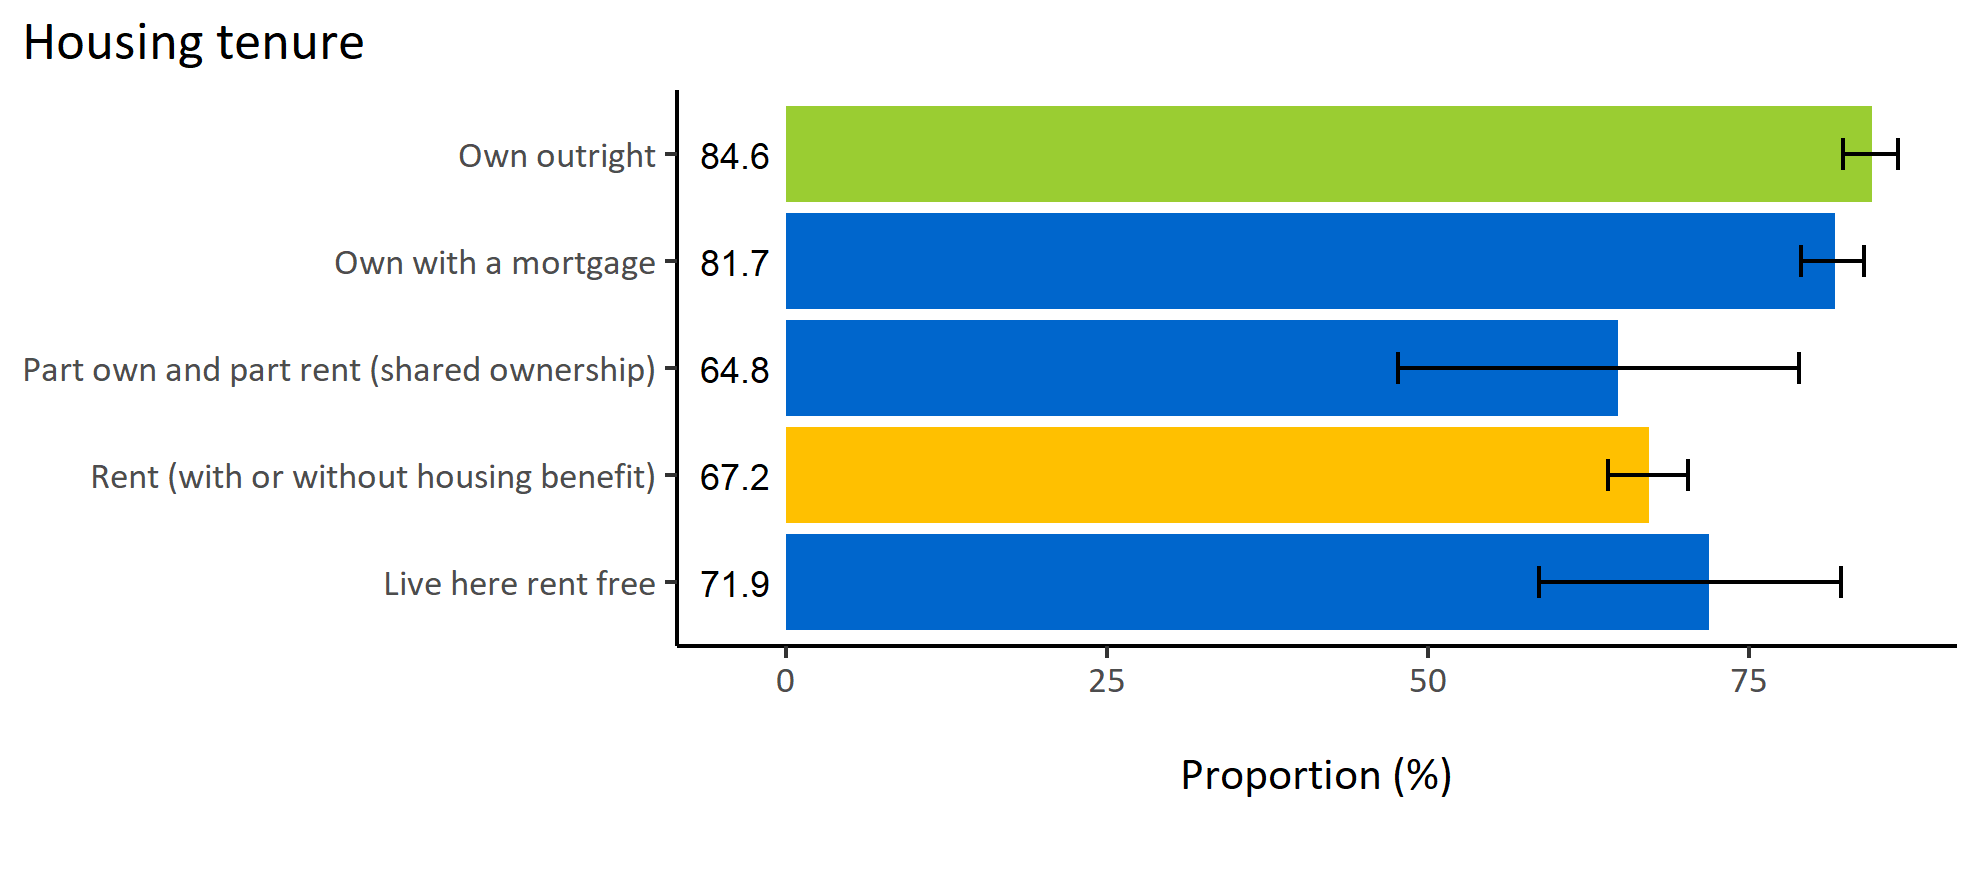 Housing tenure
Own outright 84.6
Own with a mortgage 81.7
Part own and part rent (shared ownership) 64.8
Rent (with or without housing benefit) 67.2
Live here rent free 71.9
0 25 50 75
Proportion (%)